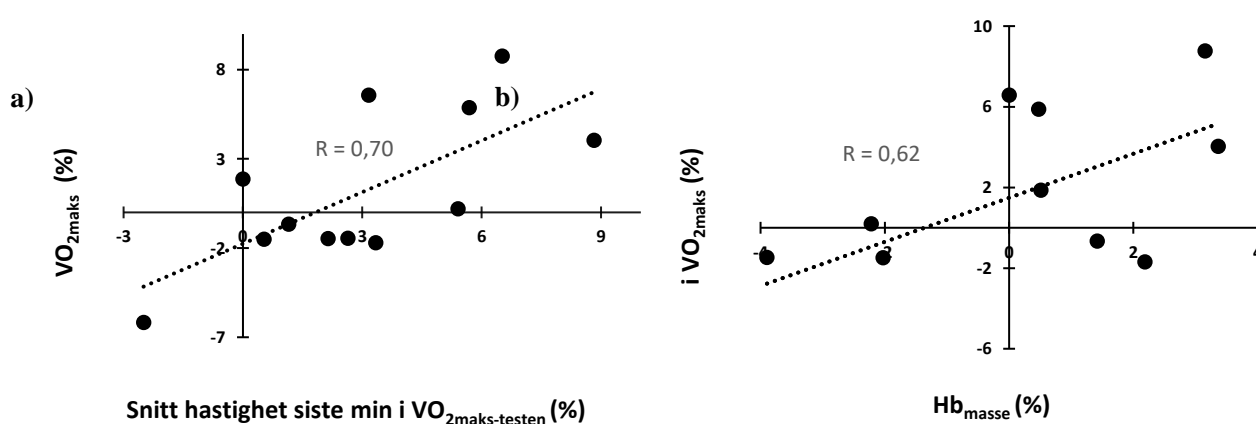 a)
VO2maks (%)
8
3
-2
-7
-3
0
3
6
9
R = 0,70
Snitt hastighet siste min i VO2maks-testen (%)
b)
i VO2maks (%)
10
6
2
-2
-6
-4
-2
0
2
4
R = 0,62
Hbmasse (%)